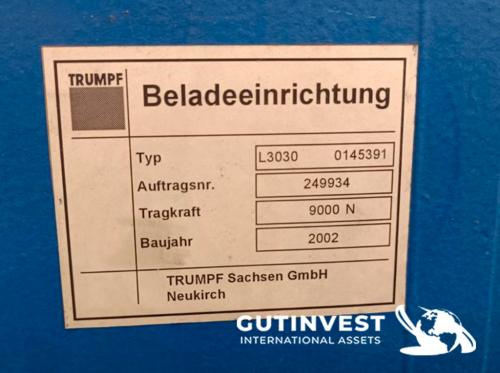 TRUMPF
Beladeeinrichtung
Typ L3030 0145391
Auftragsnr. 249934
Tragkraft 9000 N
Baujahr 2002
TRUMPF Sachsen GmbH
Neukirch
GUTINVEST
INTERNATIONAL ASSETS